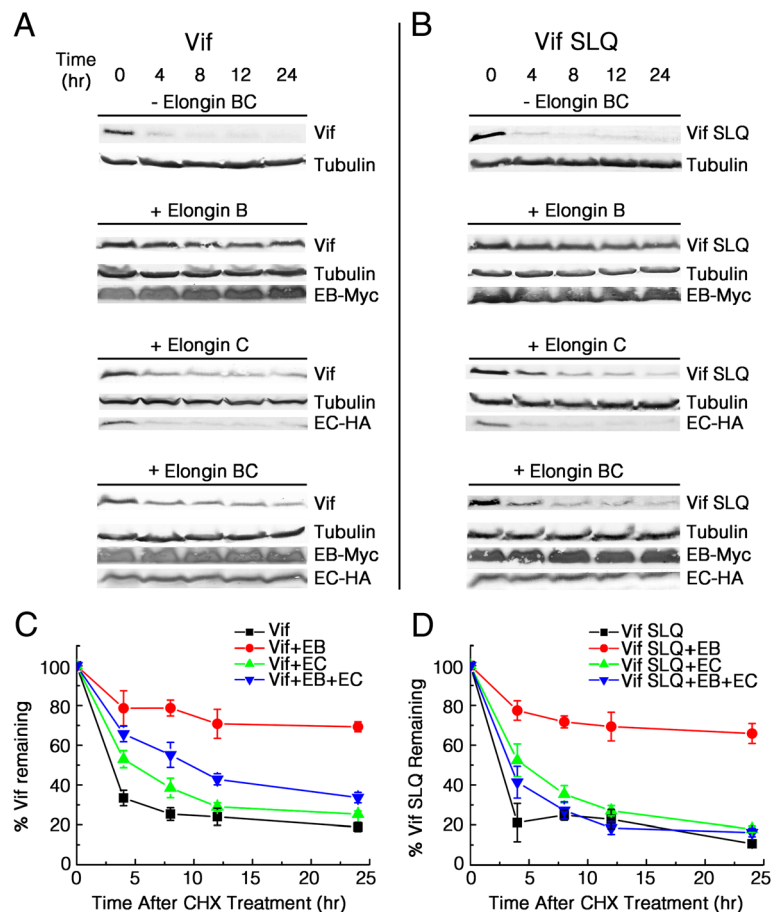 A
Vif
Time
(hr)
0 4 8 12 24
- Elongin BC
Vif
Tubulin
+ Elongin B
Vif
Tubulin
EB-Myc
+ Elongin C
Vif
Tubulin
EC-HA
+ Elongin BC
Vif
Tubulin
EB-Myc
EC-HA
B
Vif SLQ
0 4 8 12 24
- Elongin BC
Vif SLQ
Tubulin
+ Elongin B
Vif SLQ
Tubulin
EB-Myc
+ Elongin C
Vif SLQ
Tubulin
EC-HA
+ Elongin BC
Vif SLQ
Tubulin
EB-Myc
EC-HA
C
Vif
Vif+EB
Vif+EC
Vif+EB+EC
% Vif remaining
100
80
60
40
20
0
0 5 10 15 20 25
Time After CHX Treatment (hr)
D
Vif SLQ
Vif SLQ+EB
Vif SLQ+EC
Vif SLQ+EB+EC
% Vif SLQ Remaining
100
80
60
40
20
0
0 5 10 15 20 25
Time After CHX Treatment (hr)